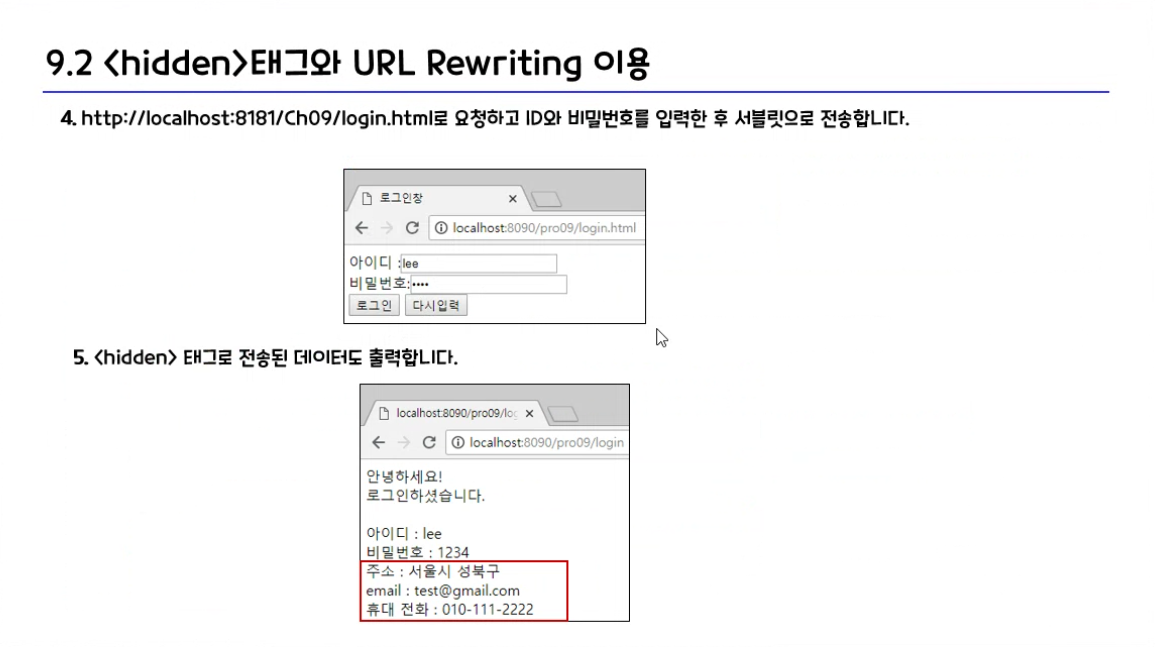 9.2 <hidden>태그와 URL Rewriting 이용
4. http://localhost:8181/Ch09/login.html로 요청하고 ID와 비밀번호를 입력한 후 서블릿으로 전송합니다.
로그인창
localhost:8090/pro09/login.html
아이디 :lee
비밀번호:••••
로그인 다시입력
5. <hidden> 태그로 전송된 데이터도 출력합니다.
localhost:8090/pro09/log
localhost:8090/pro09/login
안녕하세요!
로그인하셨습니다.
아이디 : lee
비밀번호 : 1234
주소 : 서울시 성북구
email : test@gmail.com
휴대 전화 : 010-111-2222